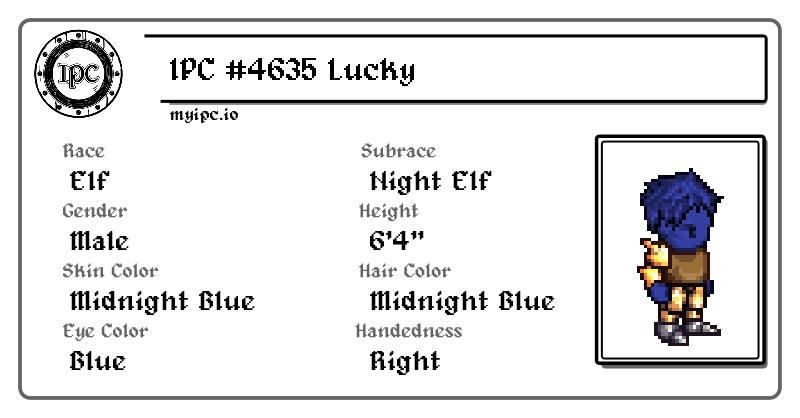 IPC
IPC #4635 Lucky
myipc.io
Race
Elf
Subrace
Night Elf
Gender
Male
Height
6'4"
Skin Color
Midnight Blue
Hair Color
Midnight Blue
Eye Color
Blue
Handedness
Right